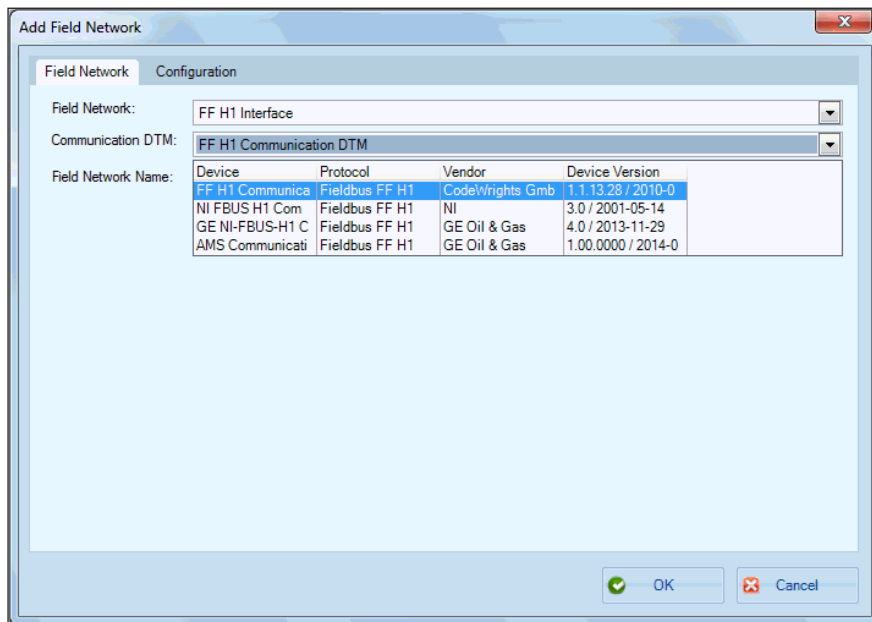 Add Field Network
Field Network Configuration
Field Network: FF H1 Interface
Communication DTM: FF H1 Communication DTM
Field Network Name:
Device Protocol Vendor Device Version
FF H1 Communica Fieldbus FF H1 CodeWrights Gmb 1.1.13.28 / 2010-0
NI FBUS H1 Com Fieldbus FF H1 NI 3.0 / 2001-05-14
GE NI-FBUS-H1 C Fieldbus FF H1 GE Oil & Gas 4.0 / 2013-11-29
AMS Communicati Fieldbus FF H1 GE Oil & Gas 1.00.0000 / 2014-0
OK Cancel